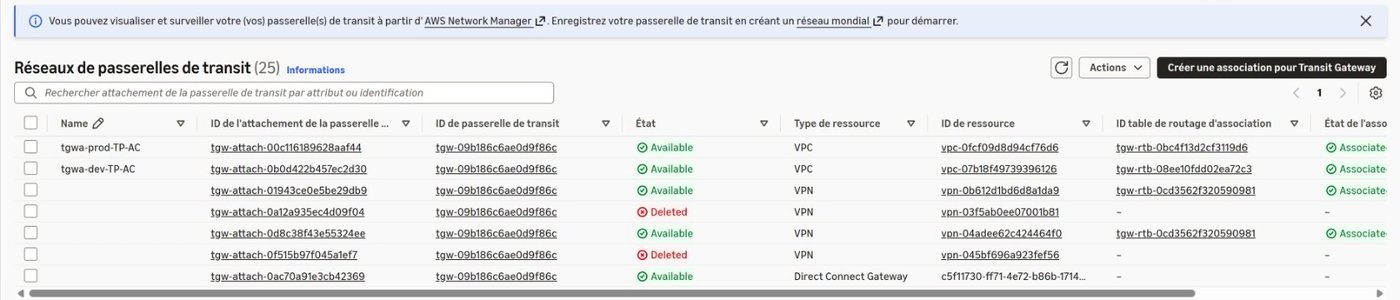 Vous pouvez visualiser et surveiller votre (vos) passerelle(s) de transit à partir d' AWS Network Manager. Enregistrez votre passerelle de transit en créant un réseau mondial pour démarrer.
Réseaux de passerelles de transit (25) Informations Actions Créer une association pour Transit Gateway
Rechercher attachement de la passerelle de transit par attribut ou identification 1
Name ID de l'attachement de la passerelle ... ID de passerelle de transit État Type de ressource ID de ressource ID table de routage d'association État de l'asso
tgwa-prod-TP-AC tgw-attach-00c116189628aaf44 tgw-09b186c6ae0d9f86c Available VPC vpc-0fcf09d8d94cf76d6 tgw-rtb-0bc4f13d2cf3119d6 Associate
tgwa-dev-TP-AC tgw-attach-0b0d422b457ec2d30 tgw-09b186c6ae0d9f86c Available VPC vpc-07b18f49739396126 tgw-rtb-08ee10fdd02ea72c3 Associate
tgw-attach-01943ce0e5be29db9 tgw-09b186c6ae0d9f86c Available VPN vpn-0b612d1bd6d8a1da9 tgw-rtb-0cd3562f320590981 Associate
tgw-attach-0a12a935ec4d09f04 tgw-09b186c6ae0d9f86c Deleted VPN vpn-03f5ab0ee07001b81 – –
tgw-attach-0d8c38f43e55324ee tgw-09b186c6ae0d9f86c Available VPN vpn-04adee62c424464f0 tgw-rtb-0cd3562f320590981 Associate
tgw-attach-0f515b97f045a1ef7 tgw-09b186c6ae0d9f86c Deleted VPN vpn-045bf696a923fef56 – –
tgw-attach-0ac70a91e3cb42369 tgw-09b186c6ae0d9f86c Available Direct Connect Gateway c5f11730-ff71-4e72-b86b-1714... – –